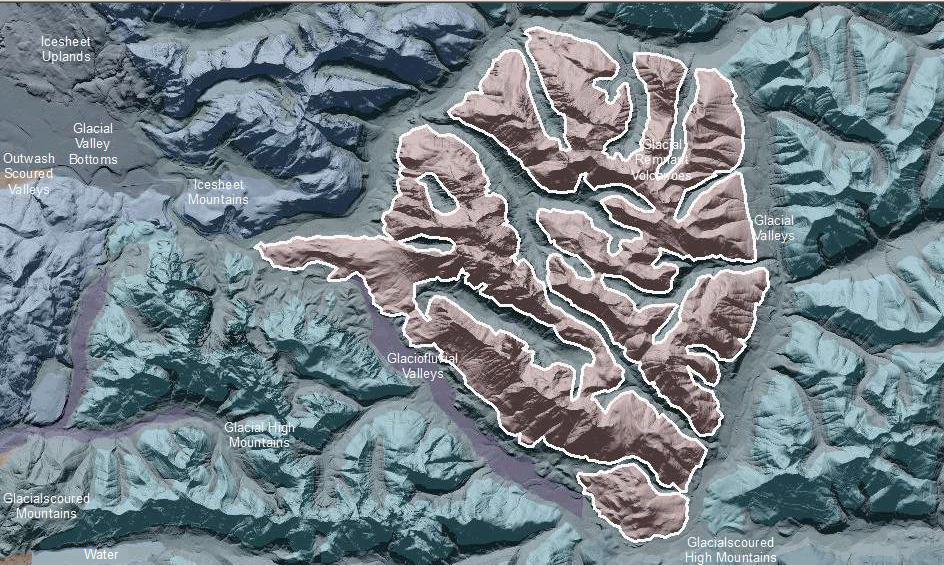 Icesheet
Uplands
Glacial
Valley
Bottoms
Outwash
Scoured
Valleys
Icesheet
Mountains
Glacial
Remnant
Volcanoes
Glacial
Valleys
Glaciofluvial
Valleys
Glacial High
Mountains
Glacialscoured
Mountains
Water
Glacialscoured
High Mountains